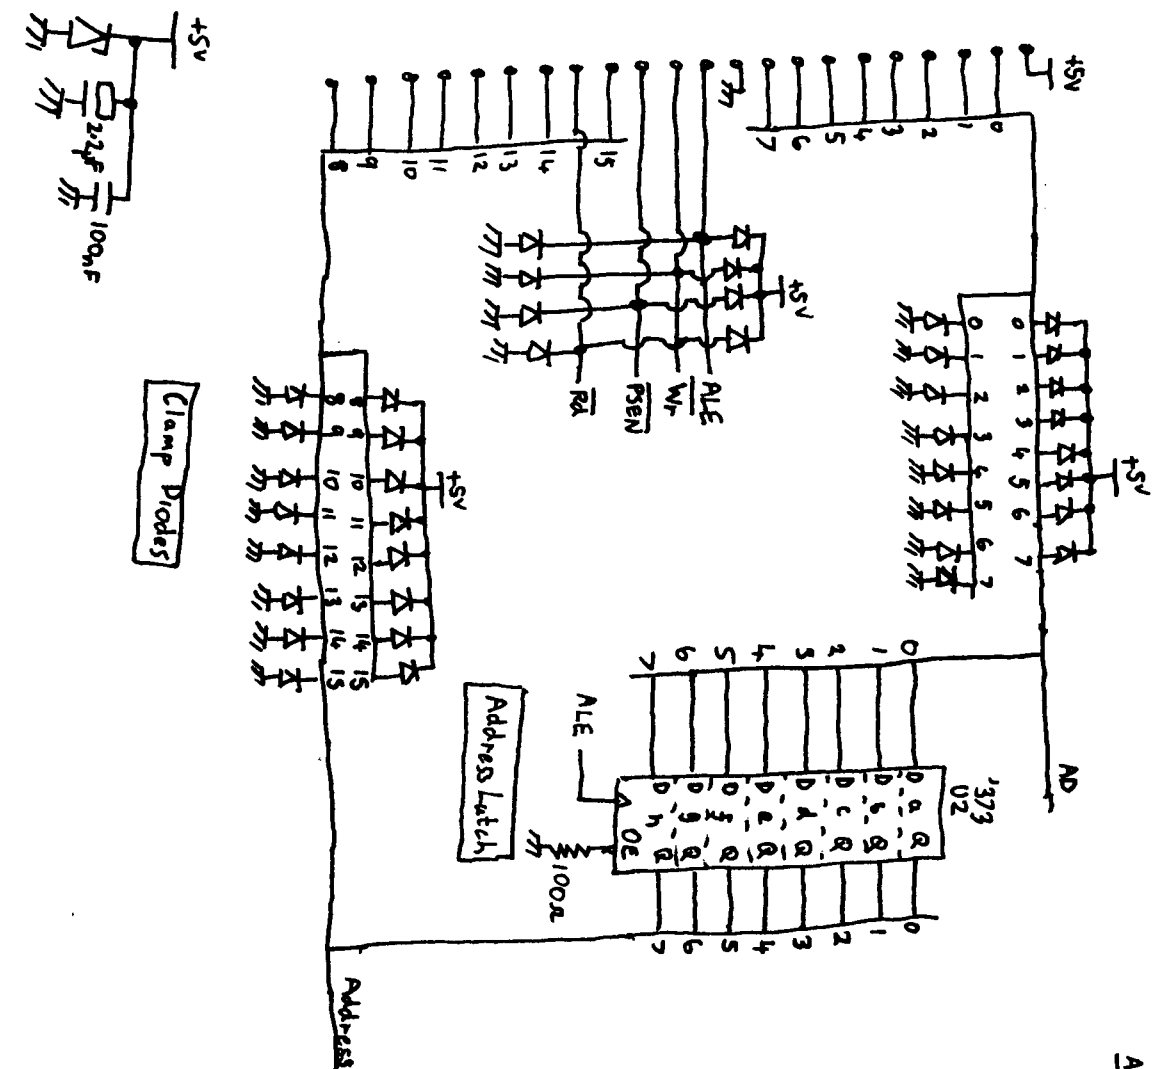 +5V
+5V
0 1 2 3 4 5 6 7
0 1 2 3 4 5 6 7
0 1 2 3 4 5 6 7
AD
'373
U2
0 1 2 3 4 5 6 7
D a Q
D b Q
D c Q
D d Q
D e Q
D f Q
D g Q
D h Q
OE
0 1 2 3 4 5 6 7
ALE
100Ω
Address Latch
+5V
ALE
Wr
PSEN
Rd
15 14 13 12 11 10 9 8
+5V
8 9 10 11 12 13 14 15
8 9 10 11 12 13 14 15
Address
Clamp Diodes
+5V
22µF
100nF